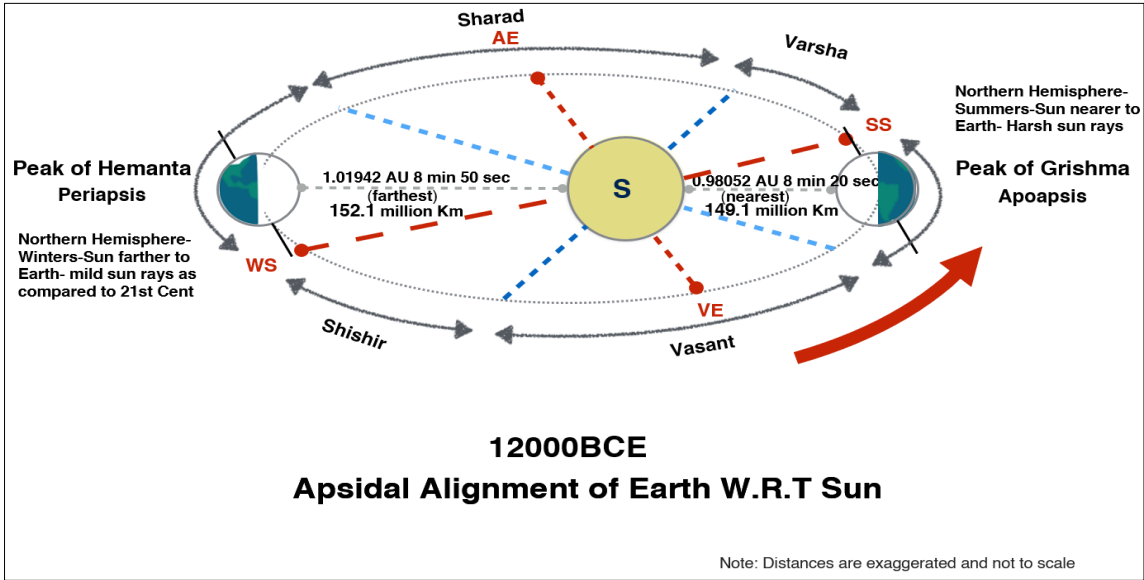 Sharad
AE
Varsha
Northern Hemisphere-
Summers-Sun nearer to
Earth- Harsh sun rays
SS
Peak of Hemanta
Periapsis
1.01942 AU 8 min 50 sec
(farthest)
152.1 million Km
S
0.98052 AU 8 min 20 sec
(nearest)
149.1 million Km
Peak of Grishma
Apoapsis
Northern Hemisphere-
Winters-Sun farther to
Earth- mild sun rays as
compared to 21st Cent
WS
VE
Shishir
Vasant
12000BCE
Apsidal Alignment of Earth W.R.T Sun
Note: Distances are exaggerated and not to scale